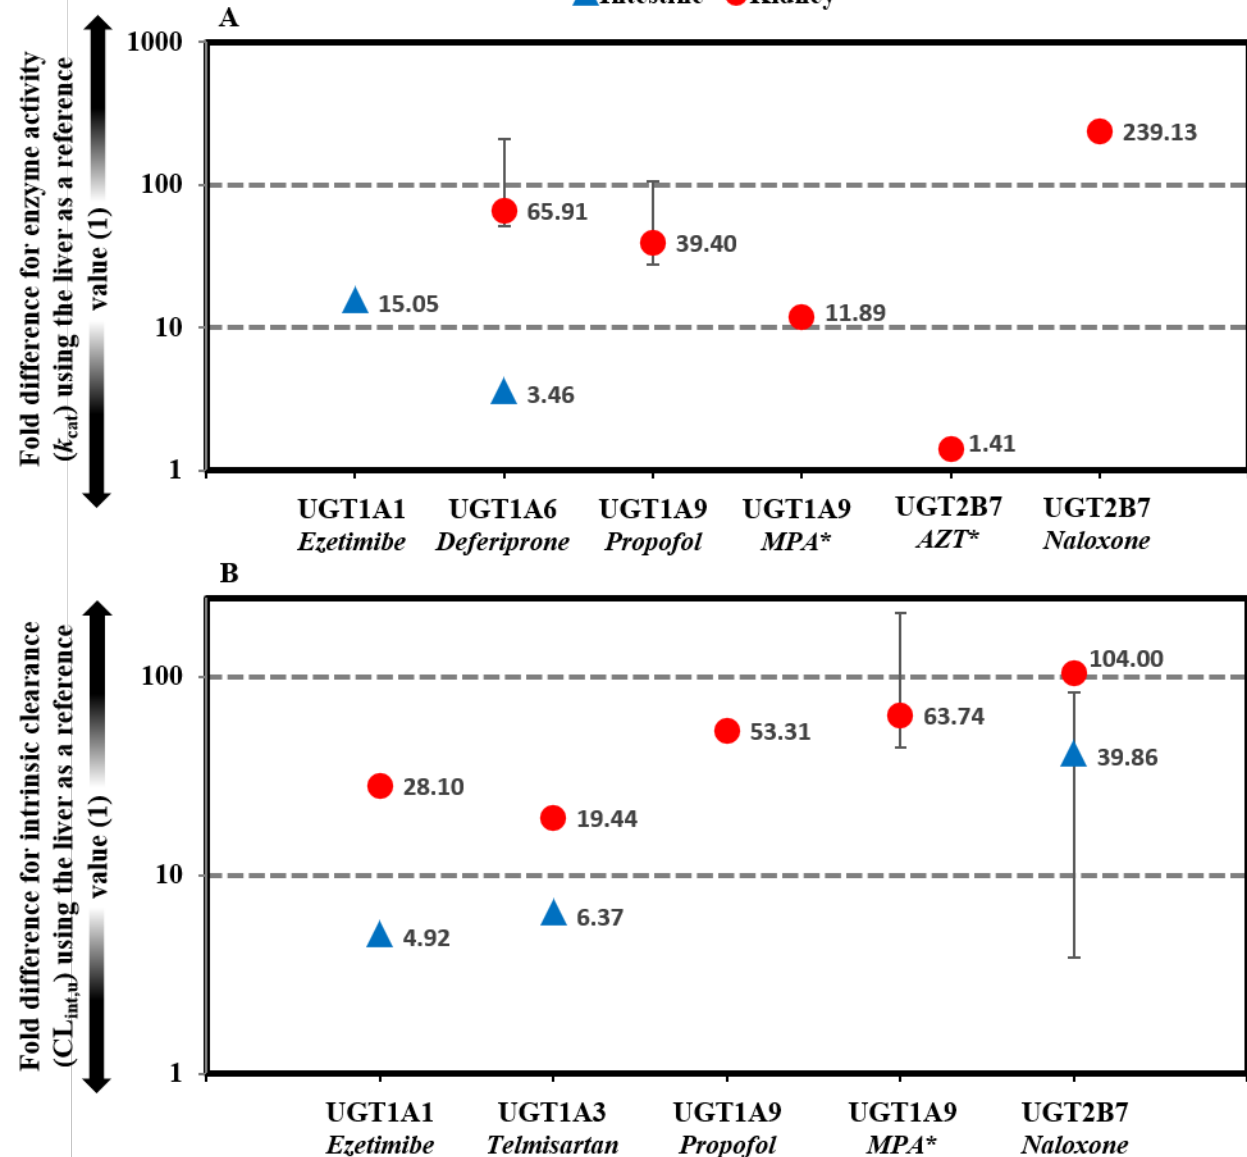 Intestine Kidney
A
Fold difference for enzyme activity
(kcat) using the liver as a reference
value (1)
1000
100
10
1
239.13
65.91
39.40
15.05
11.89
3.46
1.41
UGT1A1 UGT1A6 UGT1A9 UGT1A9 UGT2B7 UGT2B7
Ezetimibe Deferiprone Propofol MPA* AZT* Naloxone
B
Fold difference for intrinsic clearance
(CLint,u) using the liver as a reference
value (1)
100
10
1
104.00
63.74
53.31
39.86
28.10
19.44
6.37
4.92
UGT1A1 UGT1A3 UGT1A9 UGT1A9 UGT2B7
Ezetimibe Telmisartan Propofol MPA* Naloxone